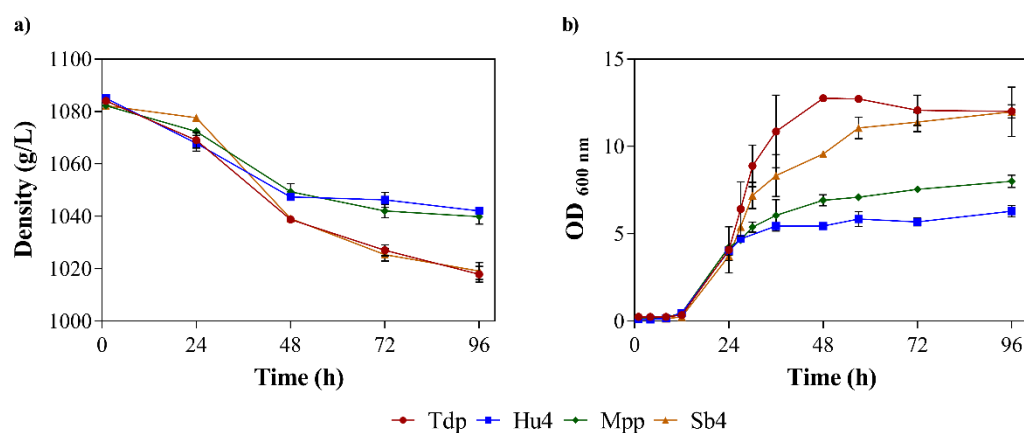 a)
b)
1100
1080
1060
1040
1020
1000
Density (g/L)
0 24 48 72 96
Time (h)
15
10
5
0
OD 600 nm
0 24 48 72 96
Time (h)
Tdp Hu4 Mpp Sb4